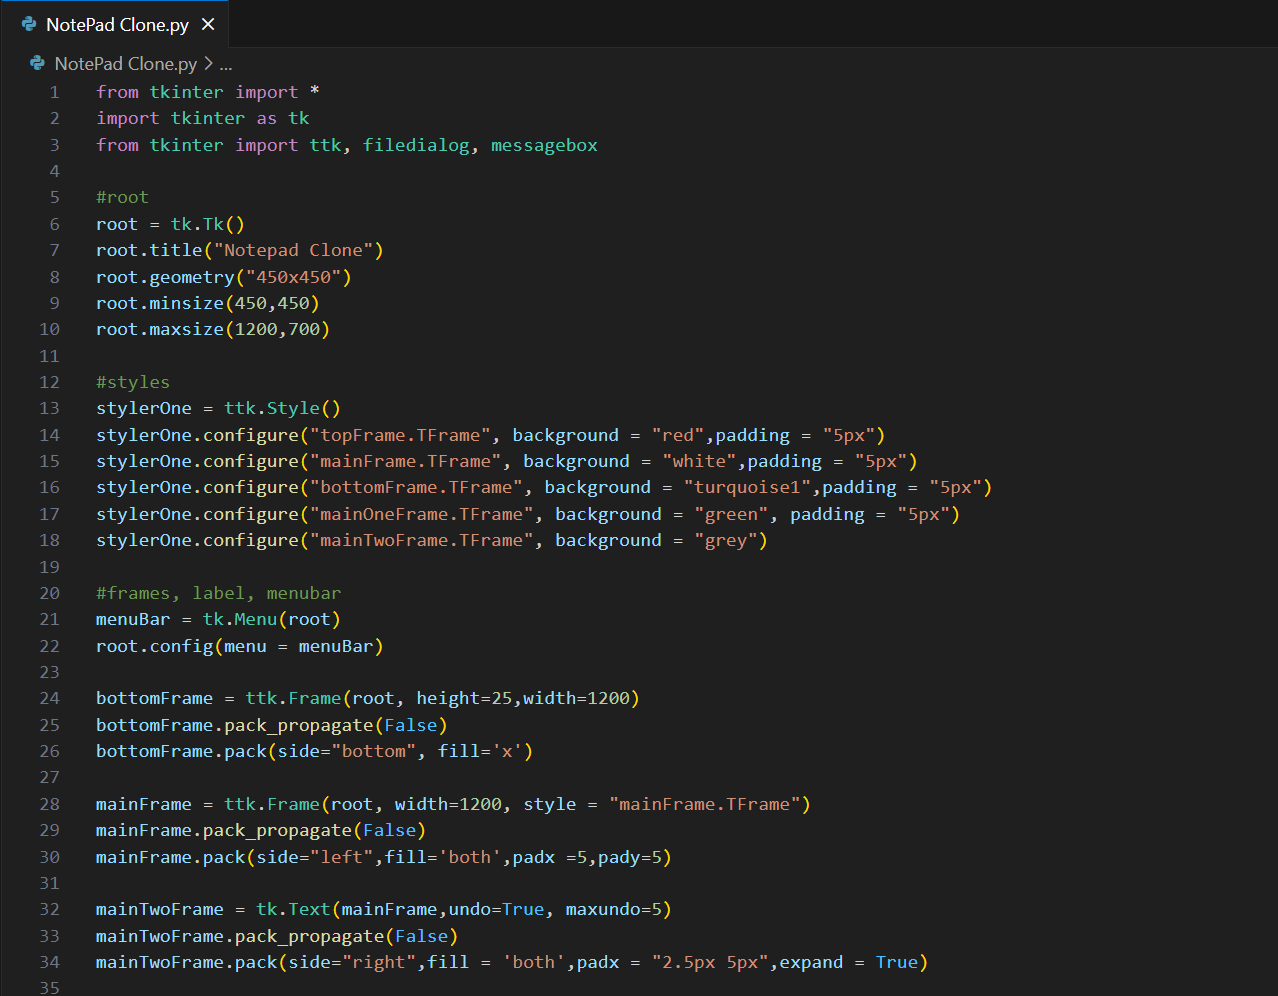 NotePad Clone.py ×
NotePad Clone.py > ...
1 from tkinter import *
2 import tkinter as tk
3 from tkinter import ttk, filedialog, messagebox
4
5 #root
6 root = tk.Tk()
7 root.title("Notepad Clone")
8 root.geometry("450x450")
9 root.minsize(450,450)
10 root.maxsize(1200,700)
11
12 #styles
13 stylerOne = ttk.Style()
14 stylerOne.configure("topFrame.TFrame", background = "red",padding = "5px")
15 stylerOne.configure("mainFrame.TFrame", background = "white",padding = "5px")
16 stylerOne.configure("bottomFrame.TFrame", background = "turquoise1",padding = "5px")
17 stylerOne.configure("mainOneFrame.TFrame", background = "green", padding = "5px")
18 stylerOne.configure("mainTwoFrame.TFrame", background = "grey")
19
20 #frames, label, menubar
21 menuBar = tk.Menu(root)
22 root.config(menu = menuBar)
23
24 bottomFrame = ttk.Frame(root, height=25,width=1200)
25 bottomFrame.pack_propagate(False)
26 bottomFrame.pack(side="bottom", fill='x')
27
28 mainFrame = ttk.Frame(root, width=1200, style = "mainFrame.TFrame")
29 mainFrame.pack_propagate(False)
30 mainFrame.pack(side="left",fill='both',padx =5,pady=5)
31
32 mainTwoFrame = tk.Text(mainFrame,undo=True, maxundo=5)
33 mainTwoFrame.pack_propagate(False)
34 mainTwoFrame.pack(side="right",fill = 'both',padx = "2.5px 5px",expand = True)
35